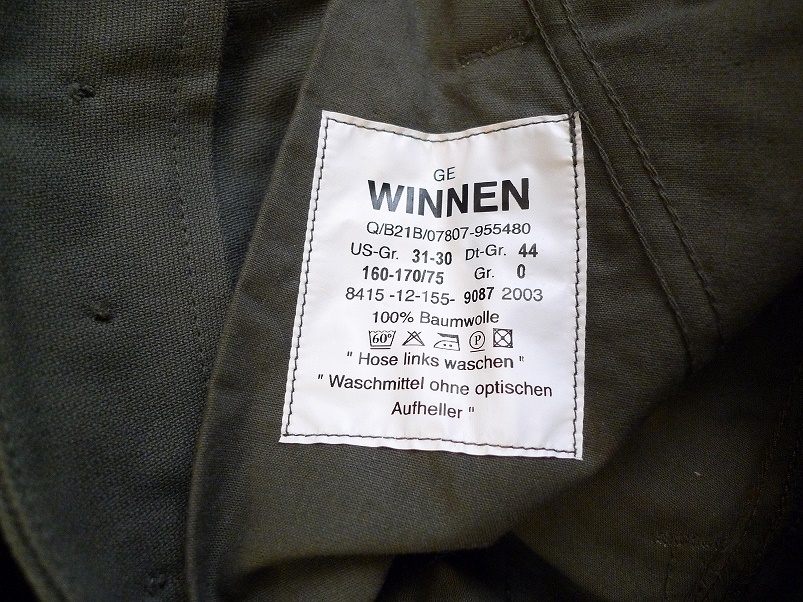 GE
WINNEN
Q/B21B/07807-955480
US-Gr. 31-30 Dt-Gr. 44
160-170/75 Gr. 0
8415 -12-155- 9087 2003
100% Baumwolle
60° P
" Hose links waschen "
" Waschmittel ohne optischen
Aufheller "